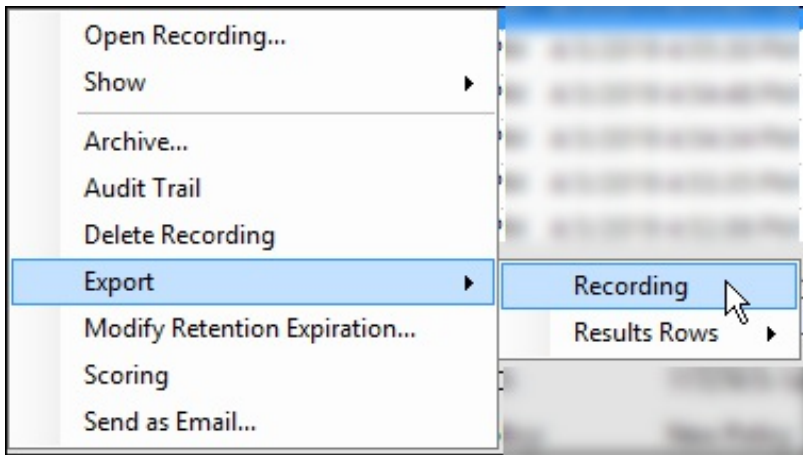 Open Recording...
Show
Archive...
Audit Trail
Delete Recording
Export
Recording
Modify Retention Expiration...
Results Rows
Scoring
Send as Email...